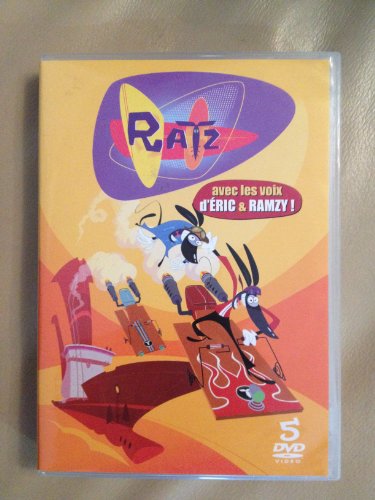 RATZ
avec les voix
d'ÉRIC & RAMZY !
5
DVD
VIDEO